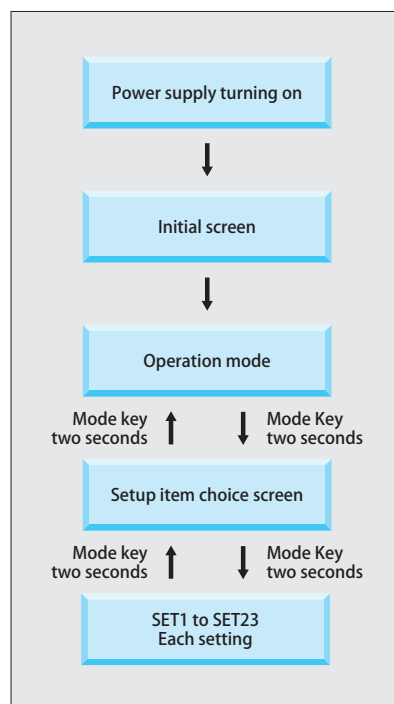 Power supply turning on
Initial screen
Operation mode
Mode key
two seconds
Mode Key
two seconds
Setup item choice screen
Mode key
two seconds
Mode Key
two seconds
SET1 to SET23
Each setting